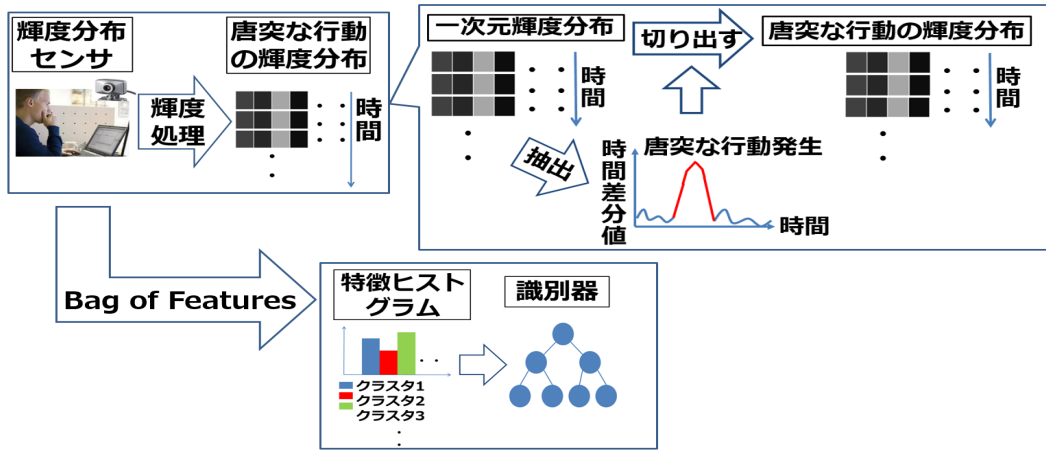 輝度分布
センサ
輝度
処理
唐突な行動
の輝度分布
時
間
一次元輝度分布
時
間
切り出す
唐突な行動の輝度分布
時
間
抽出
時
間
差
分
値
唐突な行動発生
時間
Bag of Features
特徴ヒスト
グラム
クラスタ1
クラスタ2
クラスタ3
識別器